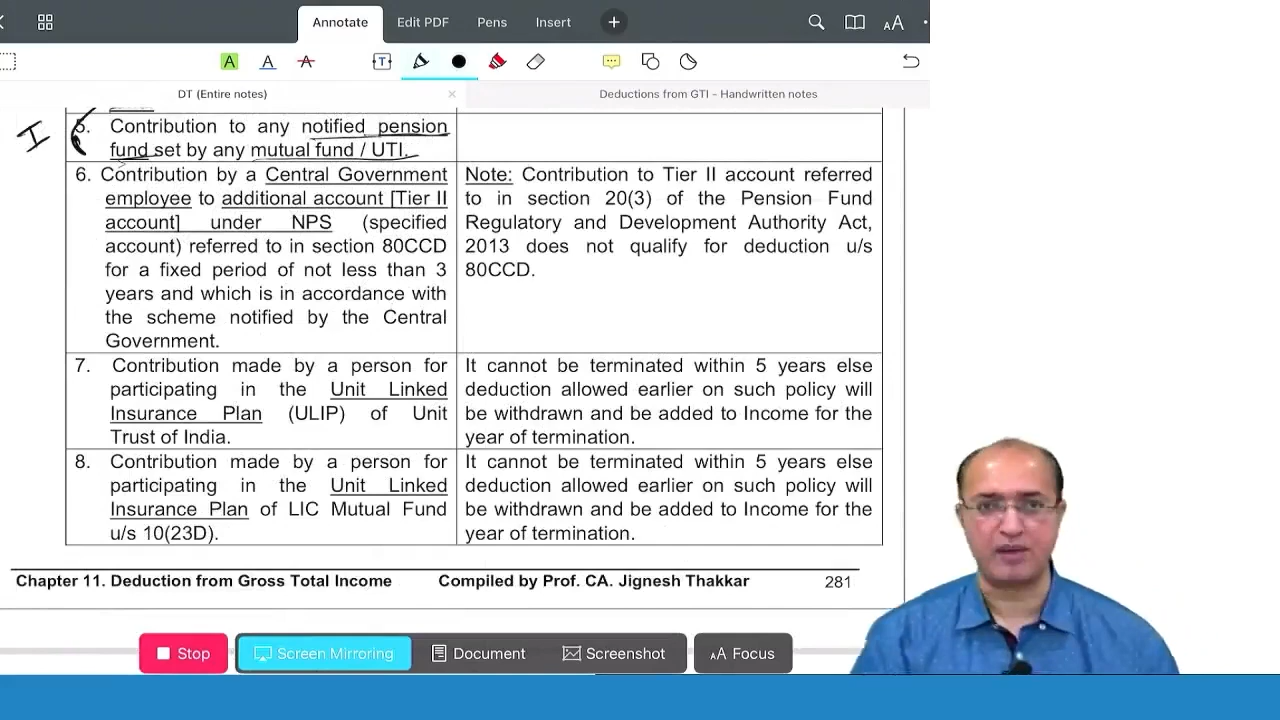 Annotate Edit PDF Pens Insert
DT (Entire notes) Deductions from GTI - Handwritten notes
5. Contribution to any notified pension
fund set by any mutual fund / UTI.
6. Contribution by a Central Government
employee to additional account [Tier II
account] under NPS (specified
account) referred to in section 80CCD
for a fixed period of not less than 3
years and which is in accordance with
the scheme notified by the Central
Government.
Note: Contribution to Tier II account referred
to in section 20(3) of the Pension Fund
Regulatory and Development Authority Act,
2013 does not qualify for deduction u/s
80CCD.
7. Contribution made by a person for
participating in the Unit Linked
Insurance Plan (ULIP) of Unit
Trust of India.
It cannot be terminated within 5 years else
deduction allowed earlier on such policy will
be withdrawn and be added to Income for the
year of termination.
8. Contribution made by a person for
participating in the Unit Linked
Insurance Plan of LIC Mutual Fund
u/s 10(23D).
It cannot be terminated within 5 years else
deduction allowed earlier on such policy will
be withdrawn and be added to Income for the
year of termination.
Chapter 11. Deduction from Gross Total Income Compiled by Prof. CA. Jignesh Thakkar 281
Stop Screen Mirroring Document Screenshot AA Focus